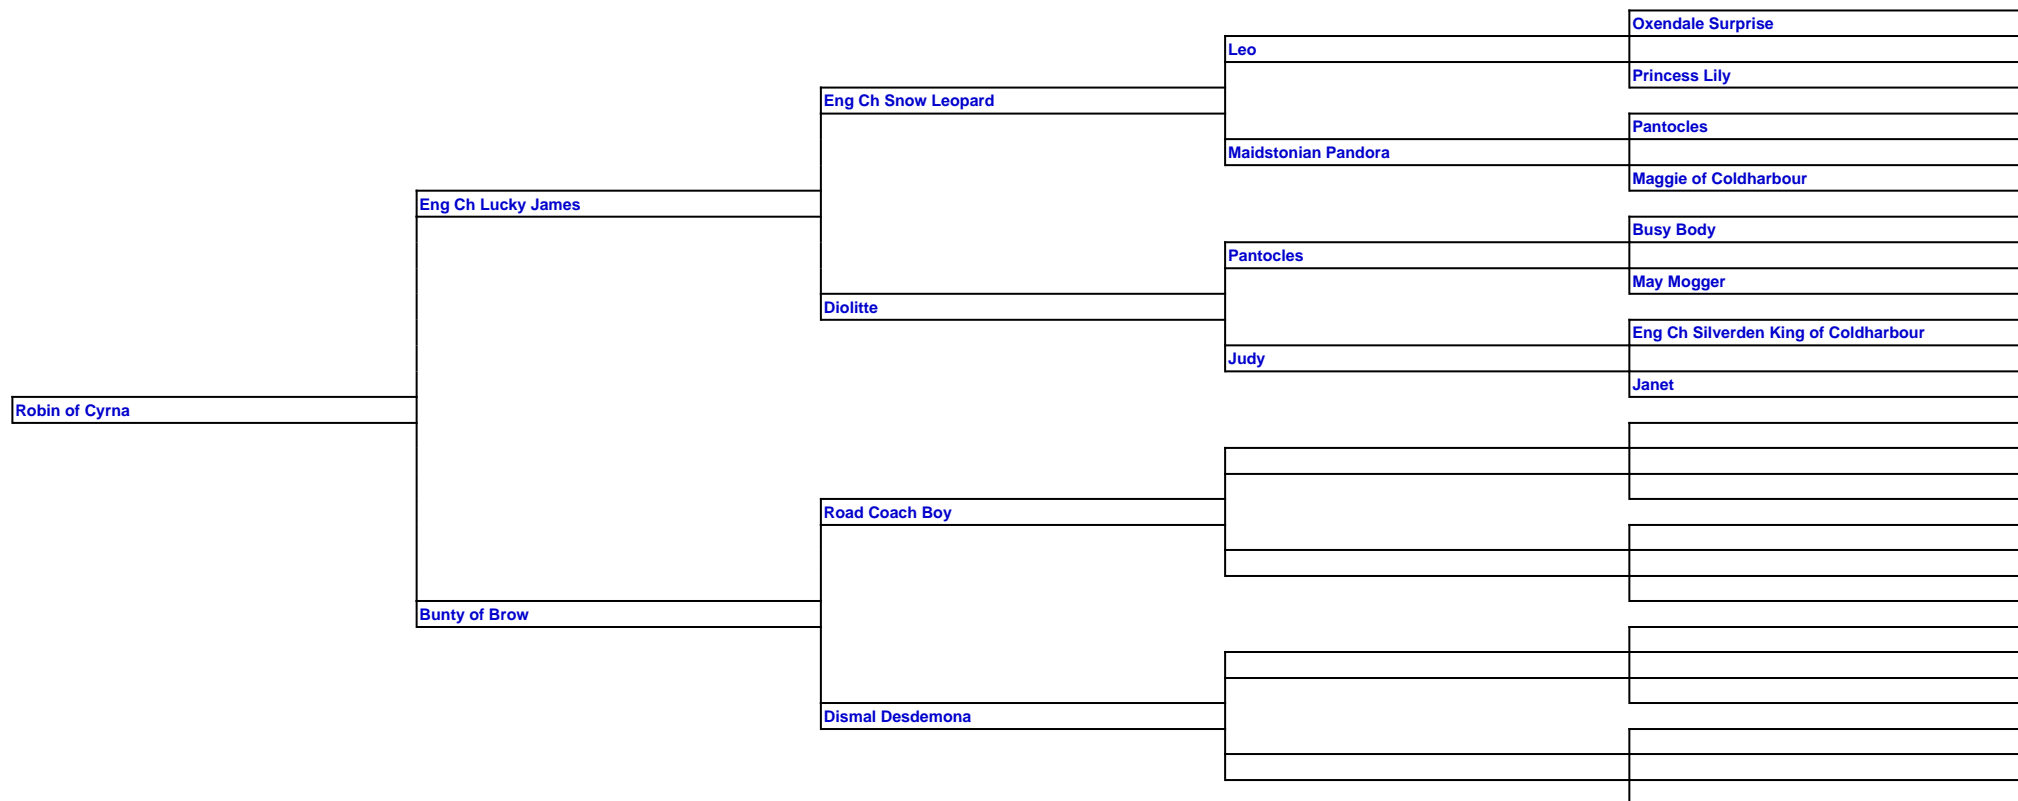 Oxendale Surprise
Leo
Princess Lily
Eng Ch Snow Leopard
Pantocles
Maidstonian Pandora
Maggie of Coldharbour
Eng Ch Lucky James
Busy Body
Pantocles
May Mogger
Diolitte
Eng Ch Silverden King of Coldharbour
Judy
Janet
Robin of Cyrna
Road Coach Boy
Bunty of Brow
Dismal Desdemona